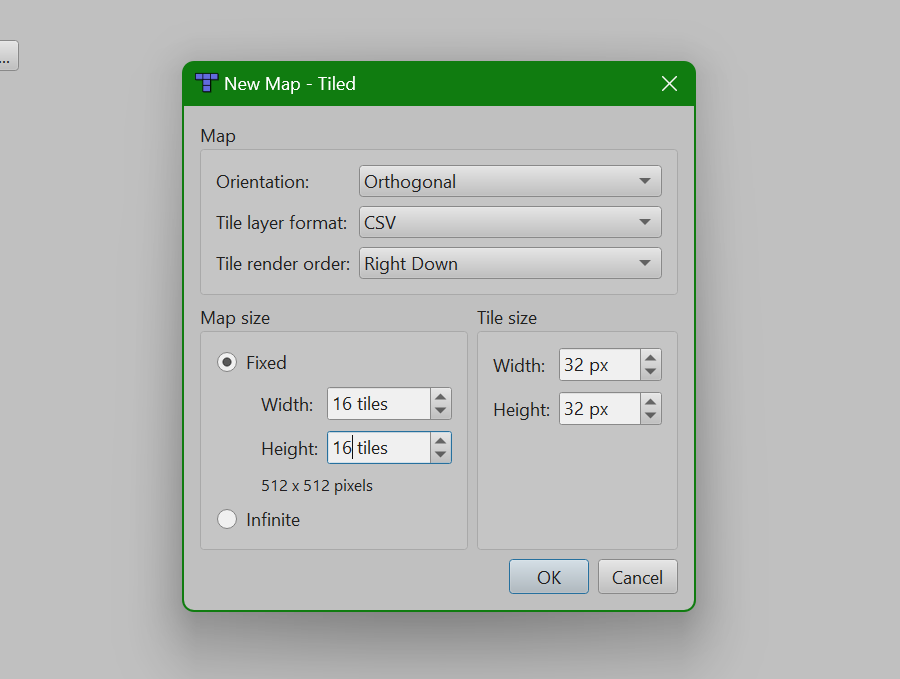 ...
New Map - Tiled
Map
Orientation: Orthogonal
Tile layer format: CSV
Tile render order: Right Down
Map size
Fixed
Width: 16 tiles
Height: 16 tiles
512 x 512 pixels
Infinite
Tile size
Width: 32 px
Height: 32 px
OK
Cancel